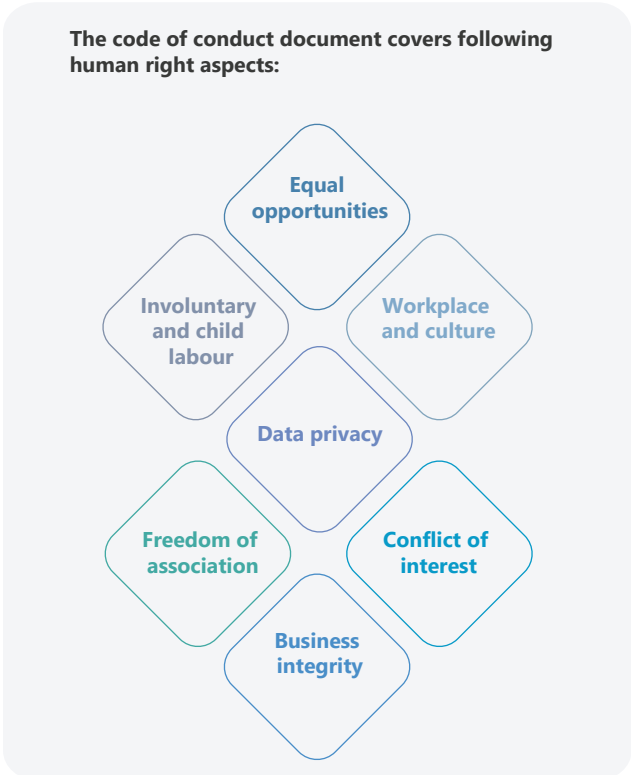 The code of conduct document covers following
human right aspects:
Equal
opportunities
Involuntary
and child
labour
Workplace
and culture
Data privacy
Freedom of
association
Conflict of
interest
Business
integrity